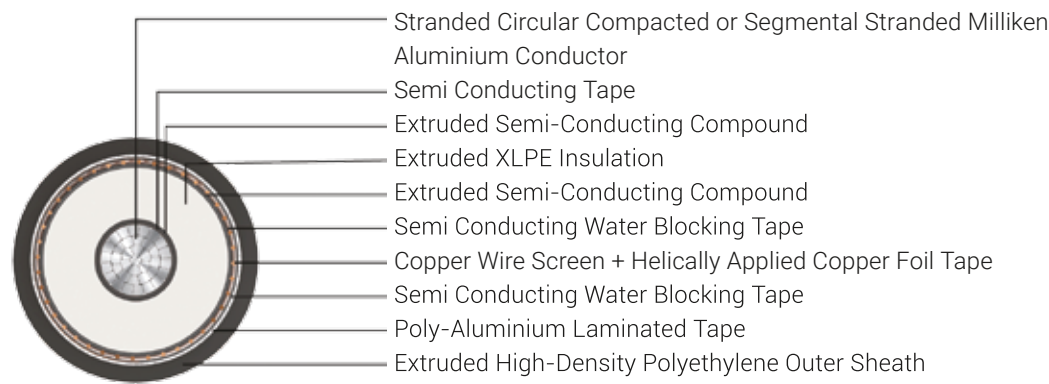 Stranded Circular Compacted or Segmental Stranded Milliken
Aluminium Conductor
Semi Conducting Tape
Extruded Semi-Conducting Compound
Extruded XLPE Insulation
Extruded Semi-Conducting Compound
Semi Conducting Water Blocking Tape
Copper Wire Screen + Helically Applied Copper Foil Tape
Semi Conducting Water Blocking Tape
Poly-Aluminium Laminated Tape
Extruded High-Density Polyethylene Outer Sheath